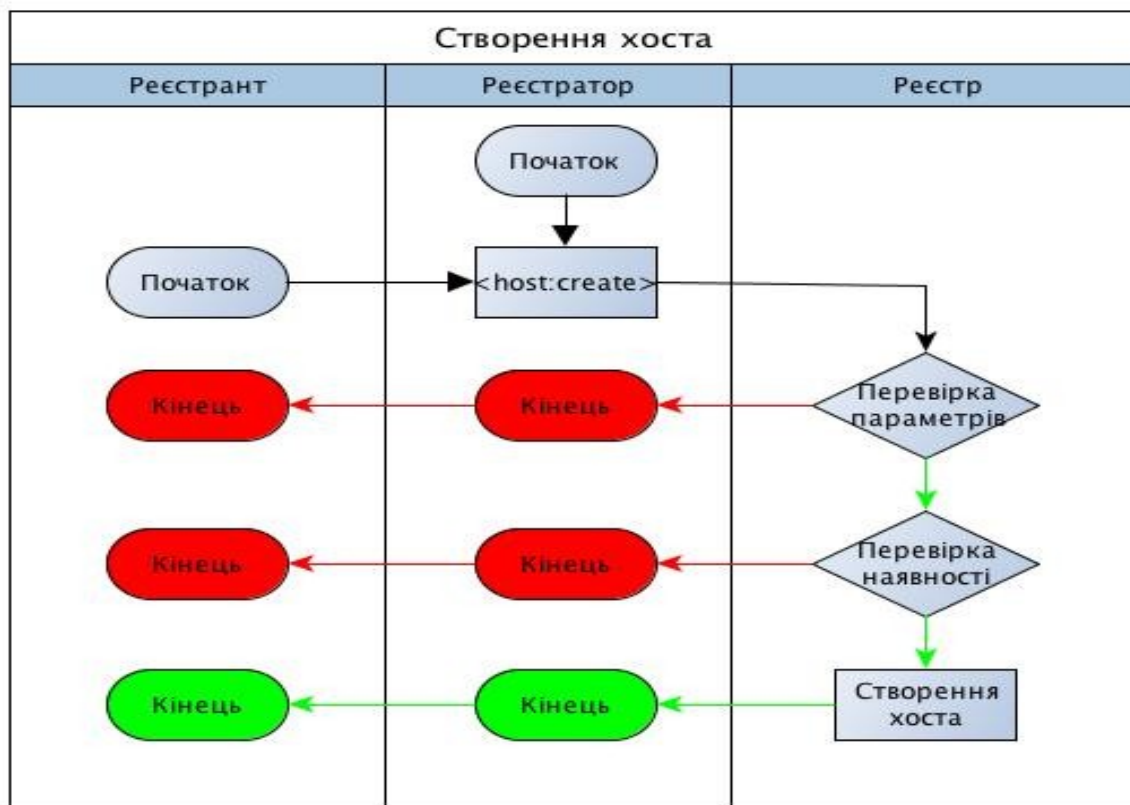 Створення хоста
Реєстрант
Реєстратор
Реєстр
Початок
Початок
<host:create>
Кінець
Кінець
Перевірка
параметрів
Кінець
Кінець
Перевірка
наявності
Кінець
Кінець
Створення
хоста